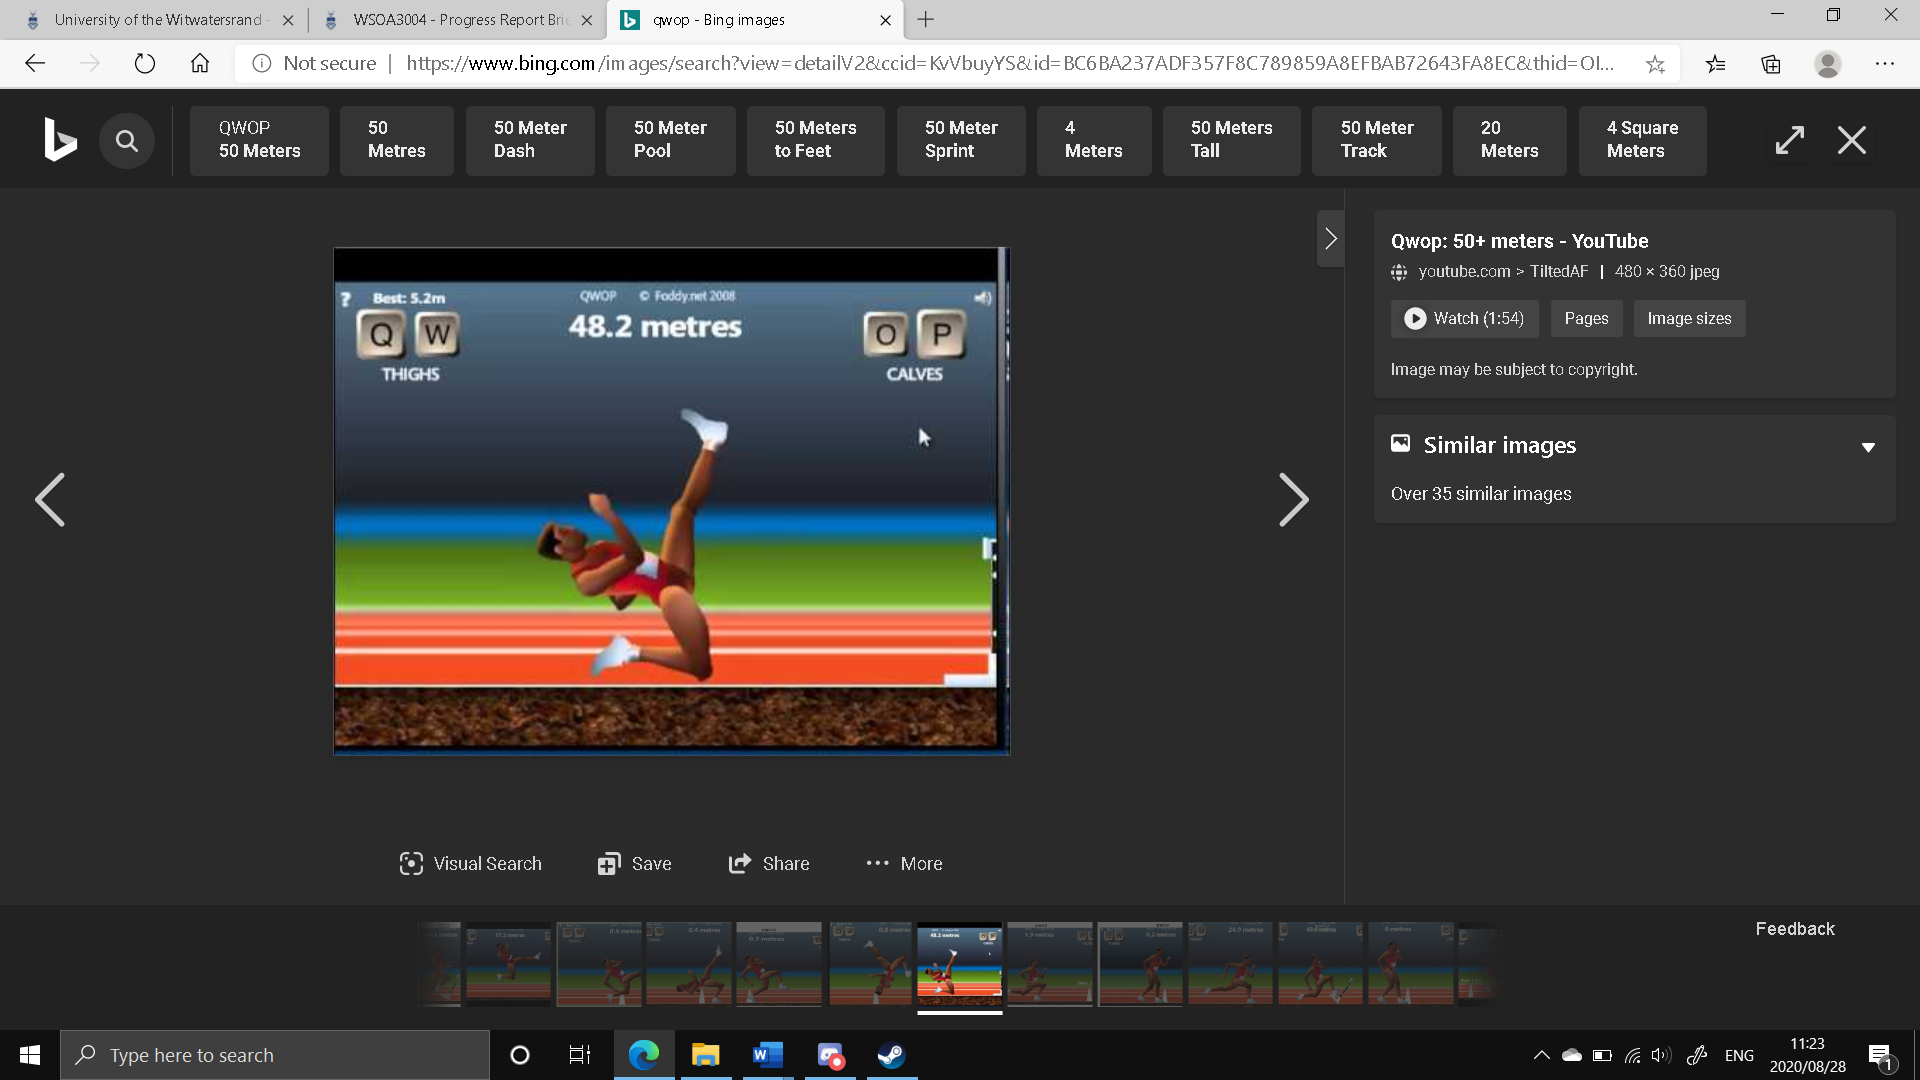 University of the Witwatersrand -
WSOA3004 - Progress Report Brie
qwop - Bing images
Not secure
https://www.bing.com/images/search?view=detailV2&ccid=KvVbuyYS&id=BC6BA237ADF357F8C789859A8EFBAB72643FA8EC&thid=OI...
QWOP
50 Meters
50
Metres
50 Meter
Dash
50 Meter
Pool
50 Meters
to Feet
50 Meter
Sprint
4
Meters
50 Meters
Tall
50 Meter
Track
20
Meters
4 Square
Meters
Qwop: 50+ meters - YouTube
youtube.com > TiltedAF | 480 × 360 jpeg
Watch (1:54)
Pages
Image sizes
Image may be subject to copyright.
Similar images
Over 35 similar images
? Best: 5.2m
QWOP © Foddy.net 2008
48.2 metres
Q W
THIGHS
O P
CALVES
Visual Search
Save
Share
More
Feedback
Type here to search
ENG
11:23
2020/08/28
1